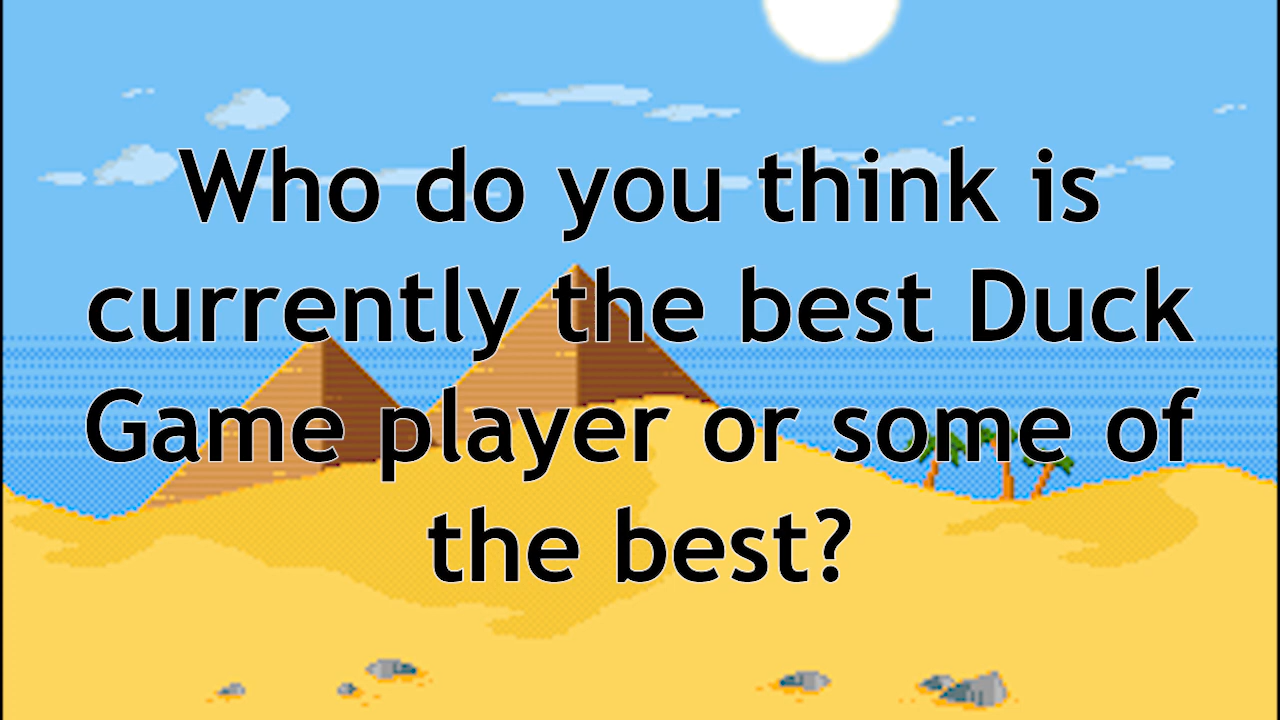 Who do you think is
currently the best Duck
Game player or some of
the best?